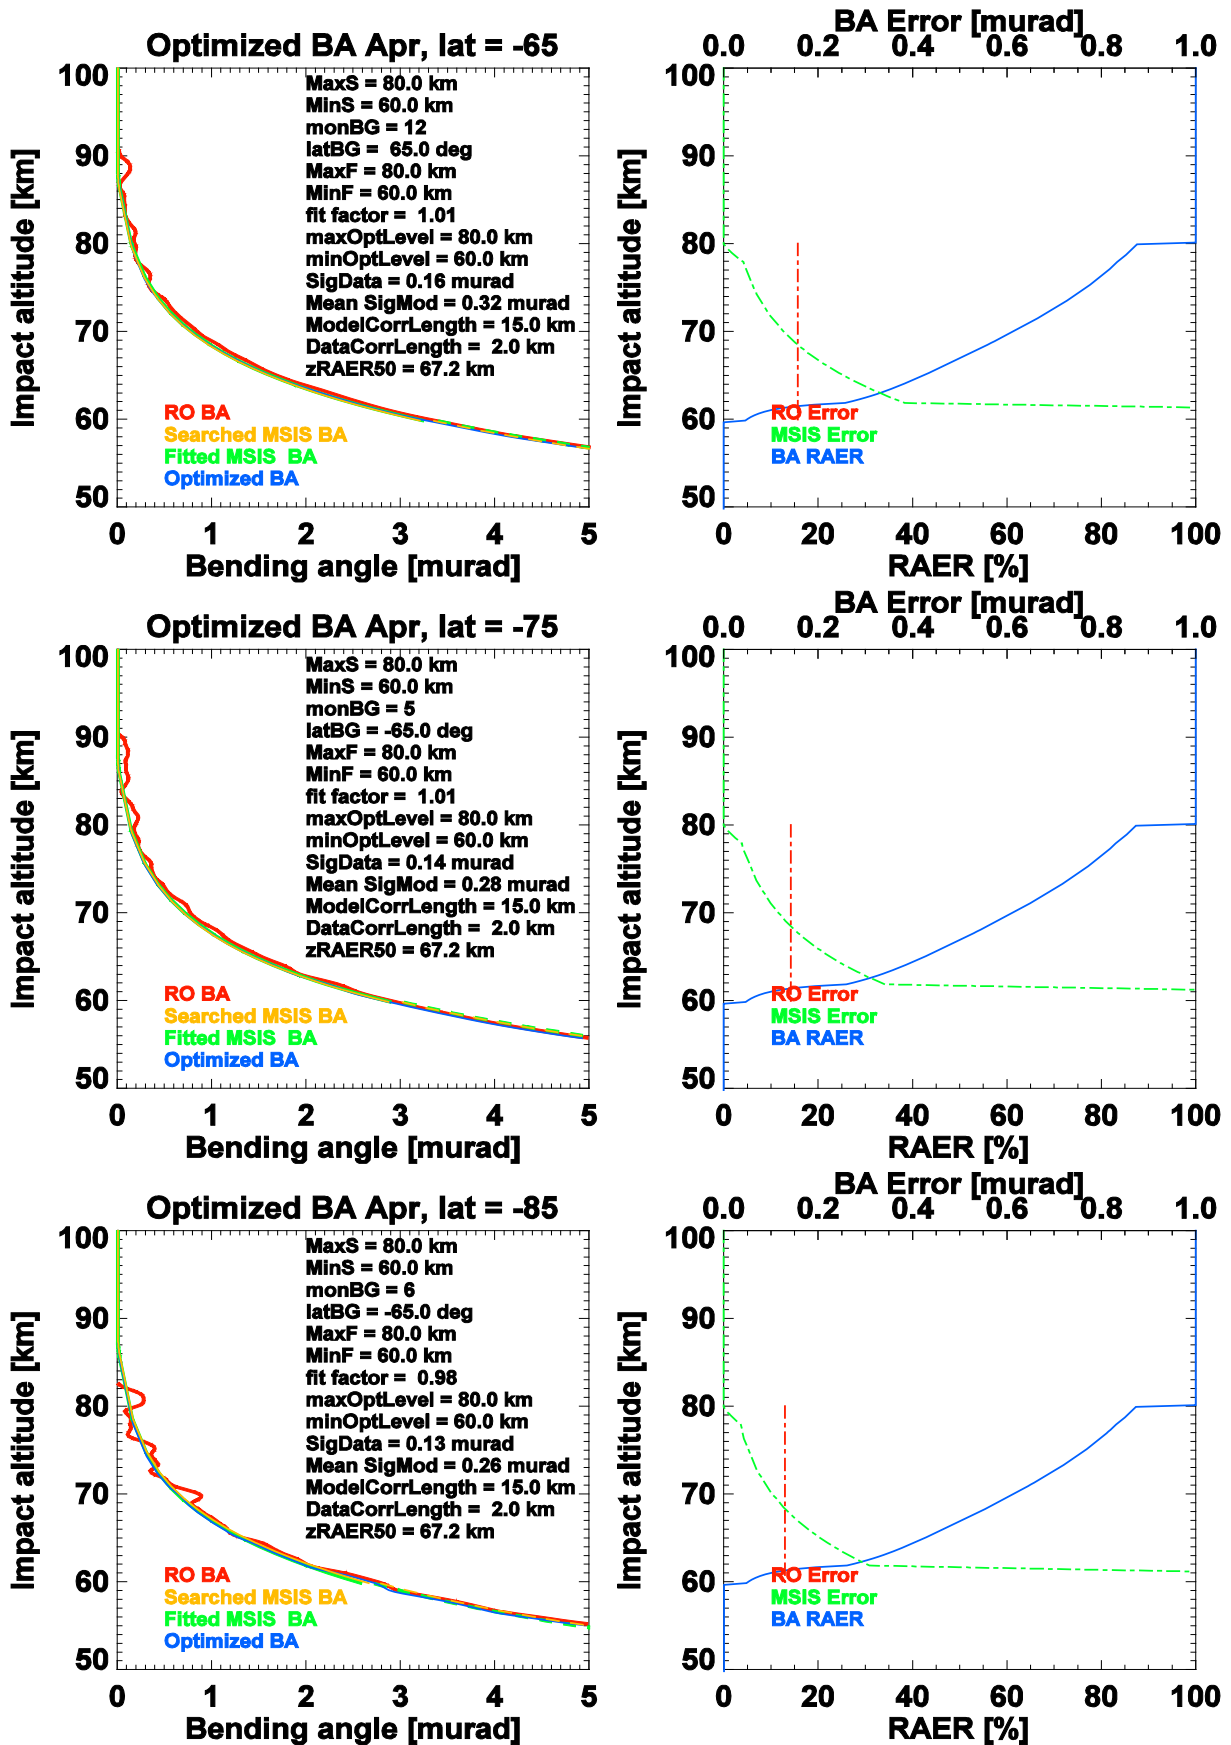 Optimized BA Apr, lat = -65
100
90
80
70
60
50
Impact altitude [km]
MaxS = 80.0 km
MinS = 60.0 km
monBG = 12
latBG =  65.0 deg
MaxF = 80.0 km
MinF = 60.0 km
fit factor =  1.01
maxOptLevel = 80.0 km
minOptLevel = 60.0 km
SigData = 0.16 murad
Mean SigMod = 0.32 murad
ModelCorrLength = 15.0 km
DataCorrLength =  2.0 km
zRAER50 = 67.2 km
RO BA
Searched MSIS BA
Fitted MSIS  BA
Optimized BA
0 1 2 3 4 5
Bending angle [murad]
BA Error [murad]
0.0 0.2 0.4 0.6 0.8 1.0
100
90
80
70
60
50
Impact altitude [km]
RO Error
MSIS Error
BA RAER
0 20 40 60 80 100
RAER [%]
Optimized BA Apr, lat = -75
100
90
80
70
60
50
Impact altitude [km]
MaxS = 80.0 km
MinS = 60.0 km
monBG = 5
latBG = -65.0 deg
MaxF = 80.0 km
MinF = 60.0 km
fit factor =  1.01
maxOptLevel = 80.0 km
minOptLevel = 60.0 km
SigData = 0.14 murad
Mean SigMod = 0.28 murad
ModelCorrLength = 15.0 km
DataCorrLength =  2.0 km
zRAER50 = 67.2 km
RO BA
Searched MSIS BA
Fitted MSIS  BA
Optimized BA
0 1 2 3 4 5
Bending angle [murad]
BA Error [murad]
0.0 0.2 0.4 0.6 0.8 1.0
100
90
80
70
60
50
Impact altitude [km]
RO Error
MSIS Error
BA RAER
0 20 40 60 80 100
RAER [%]
Optimized BA Apr, lat = -85
100
90
80
70
60
50
Impact altitude [km]
MaxS = 80.0 km
MinS = 60.0 km
monBG = 6
latBG = -65.0 deg
MaxF = 80.0 km
MinF = 60.0 km
fit factor =  0.98
maxOptLevel = 80.0 km
minOptLevel = 60.0 km
SigData = 0.13 murad
Mean SigMod = 0.26 murad
ModelCorrLength = 15.0 km
DataCorrLength =  2.0 km
zRAER50 = 67.2 km
RO BA
Searched MSIS BA
Fitted MSIS  BA
Optimized BA
0 1 2 3 4 5
Bending angle [murad]
BA Error [murad]
0.0 0.2 0.4 0.6 0.8 1.0
100
90
80
70
60
50
Impact altitude [km]
RO Error
MSIS Error
BA RAER
0 20 40 60 80 100
RAER [%]